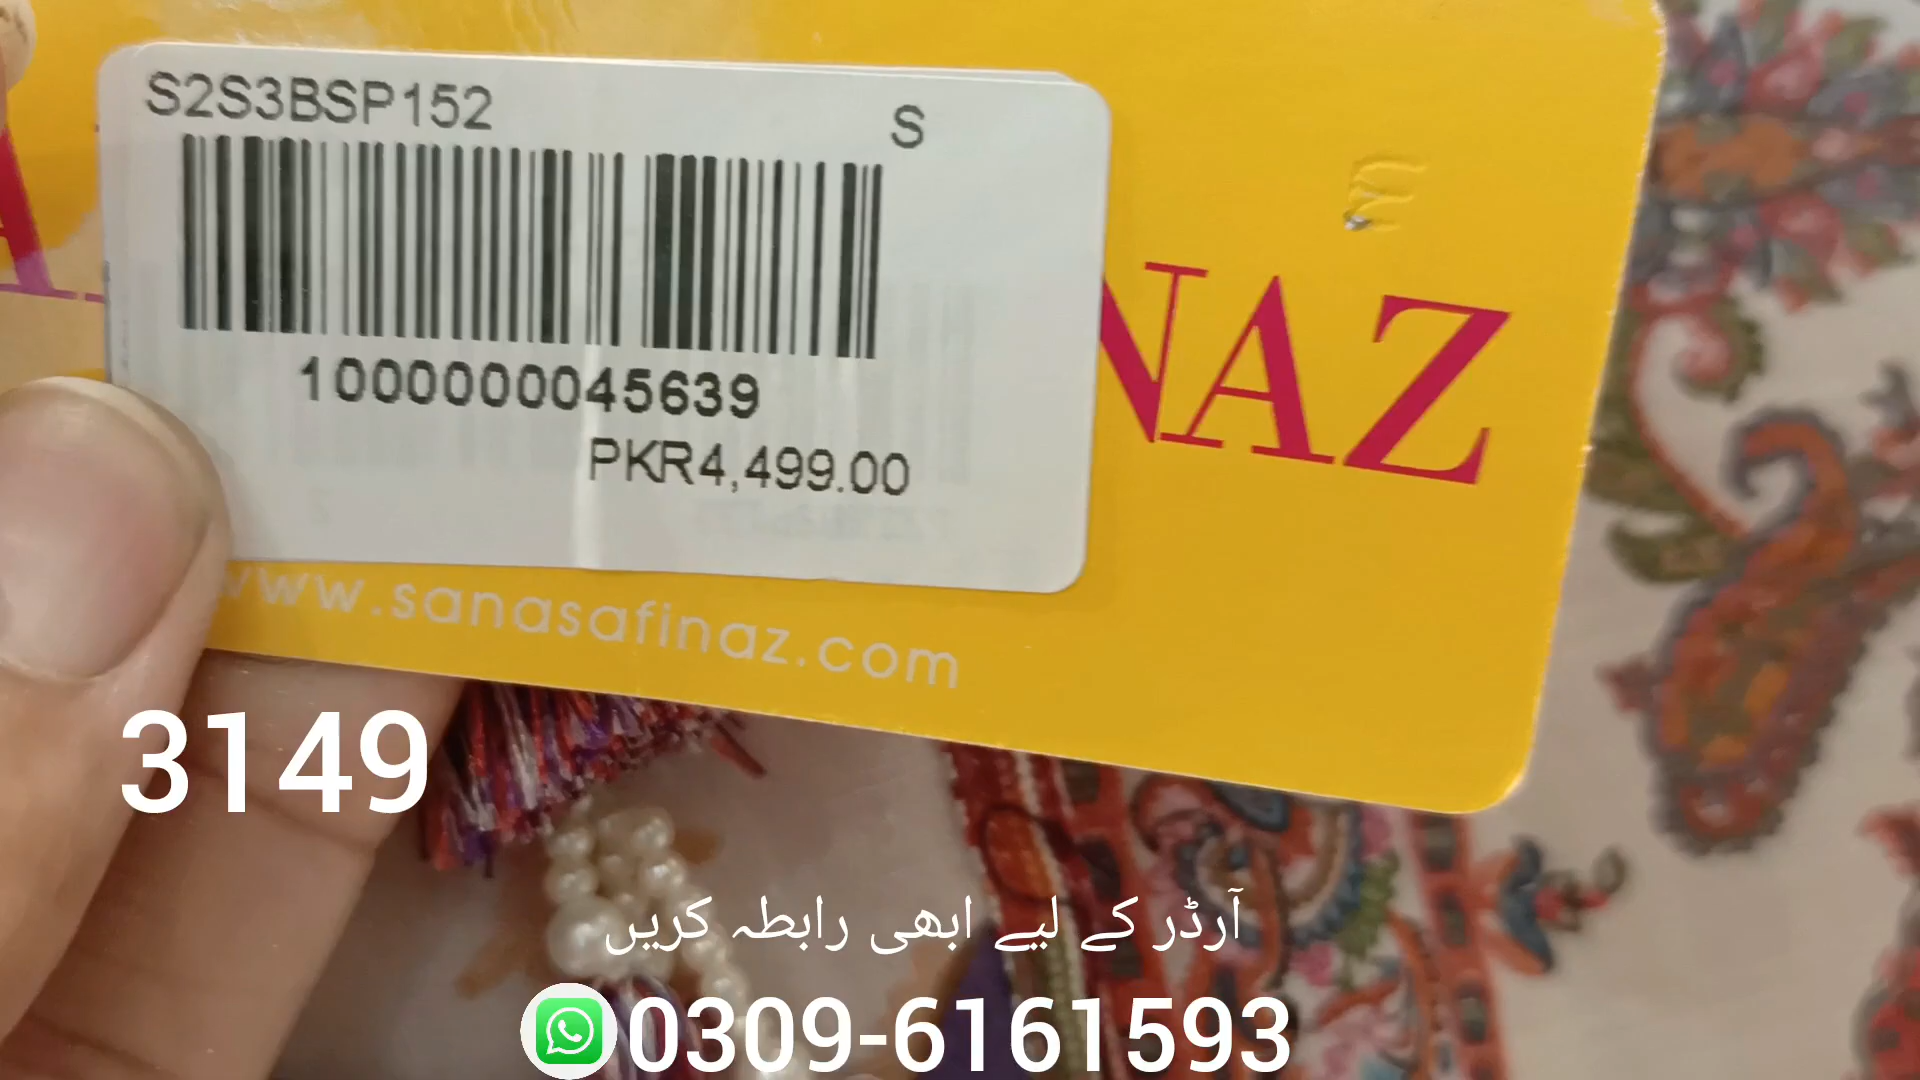 S2S3BSP152
S
1000000045639
PKR4,499.00
NAZ
www.sanasafinaz.com
3149
آرڈر کے لیے ابھی رابطہ کریں
0309-6161593